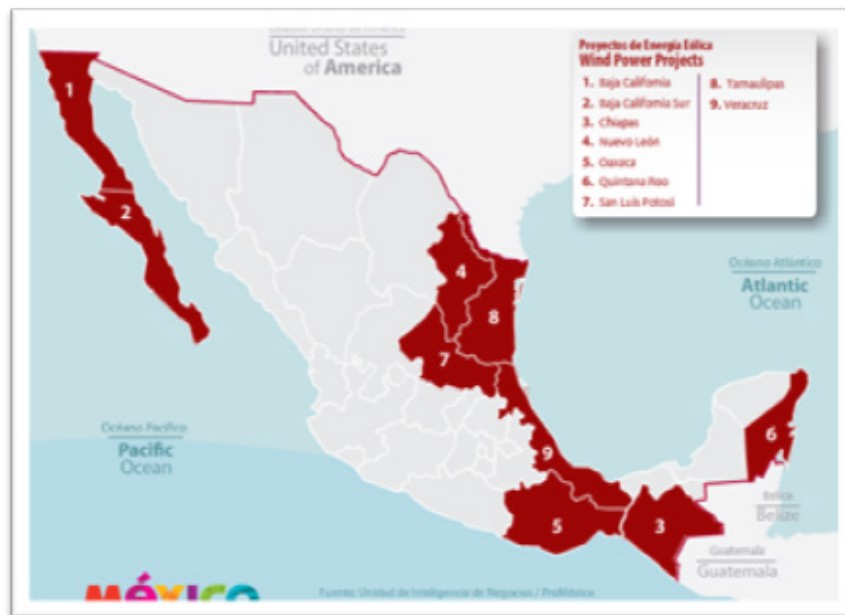 United States
of America
Proyectos de Energía Eólica
Wind Power Projects
1. Baja California
2. Baja California Sur
3. Chiapas
4. Nuevo León
5. Oaxaca
6. Quintana Roo
7. San Luís Potosí
8. Tamaulipas
9. Veracruz
1
2
4
8
7
9
5
3
6
Océano Atlántico
Atlantic
Ocean
Océano Pacífico
Pacific
Ocean
Belice
Belize
Guatemala
Guatemala
MÉXICO
Fuente: Unidad de Inteligencia de Negocios / ProMéxico